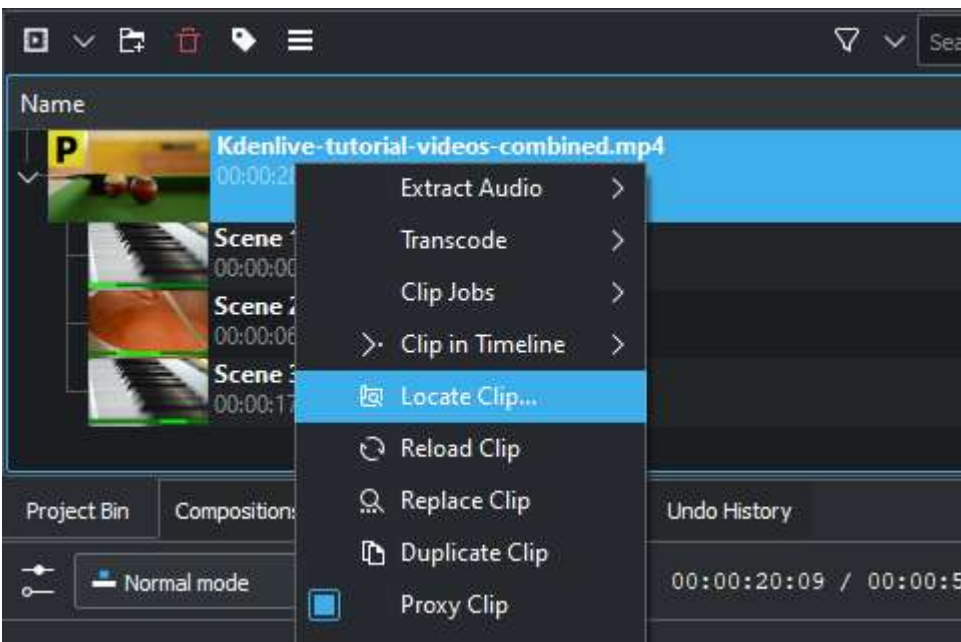 Sea
Name
P
Kdenlive-tutorial-videos-combined.mp4
00:00:2
Extract Audio
Scene 1
00:00:00
Transcode
Clip Jobs
Scene 2
00:00:06
Clip in Timeline
Scene 3
00:00:17
Locate Clip...
Reload Clip
Replace Clip
Duplicate Clip
Proxy Clip
Project Bin
Compositions
Undo History
Normal mode
00:00:20:09 / 00:00:5